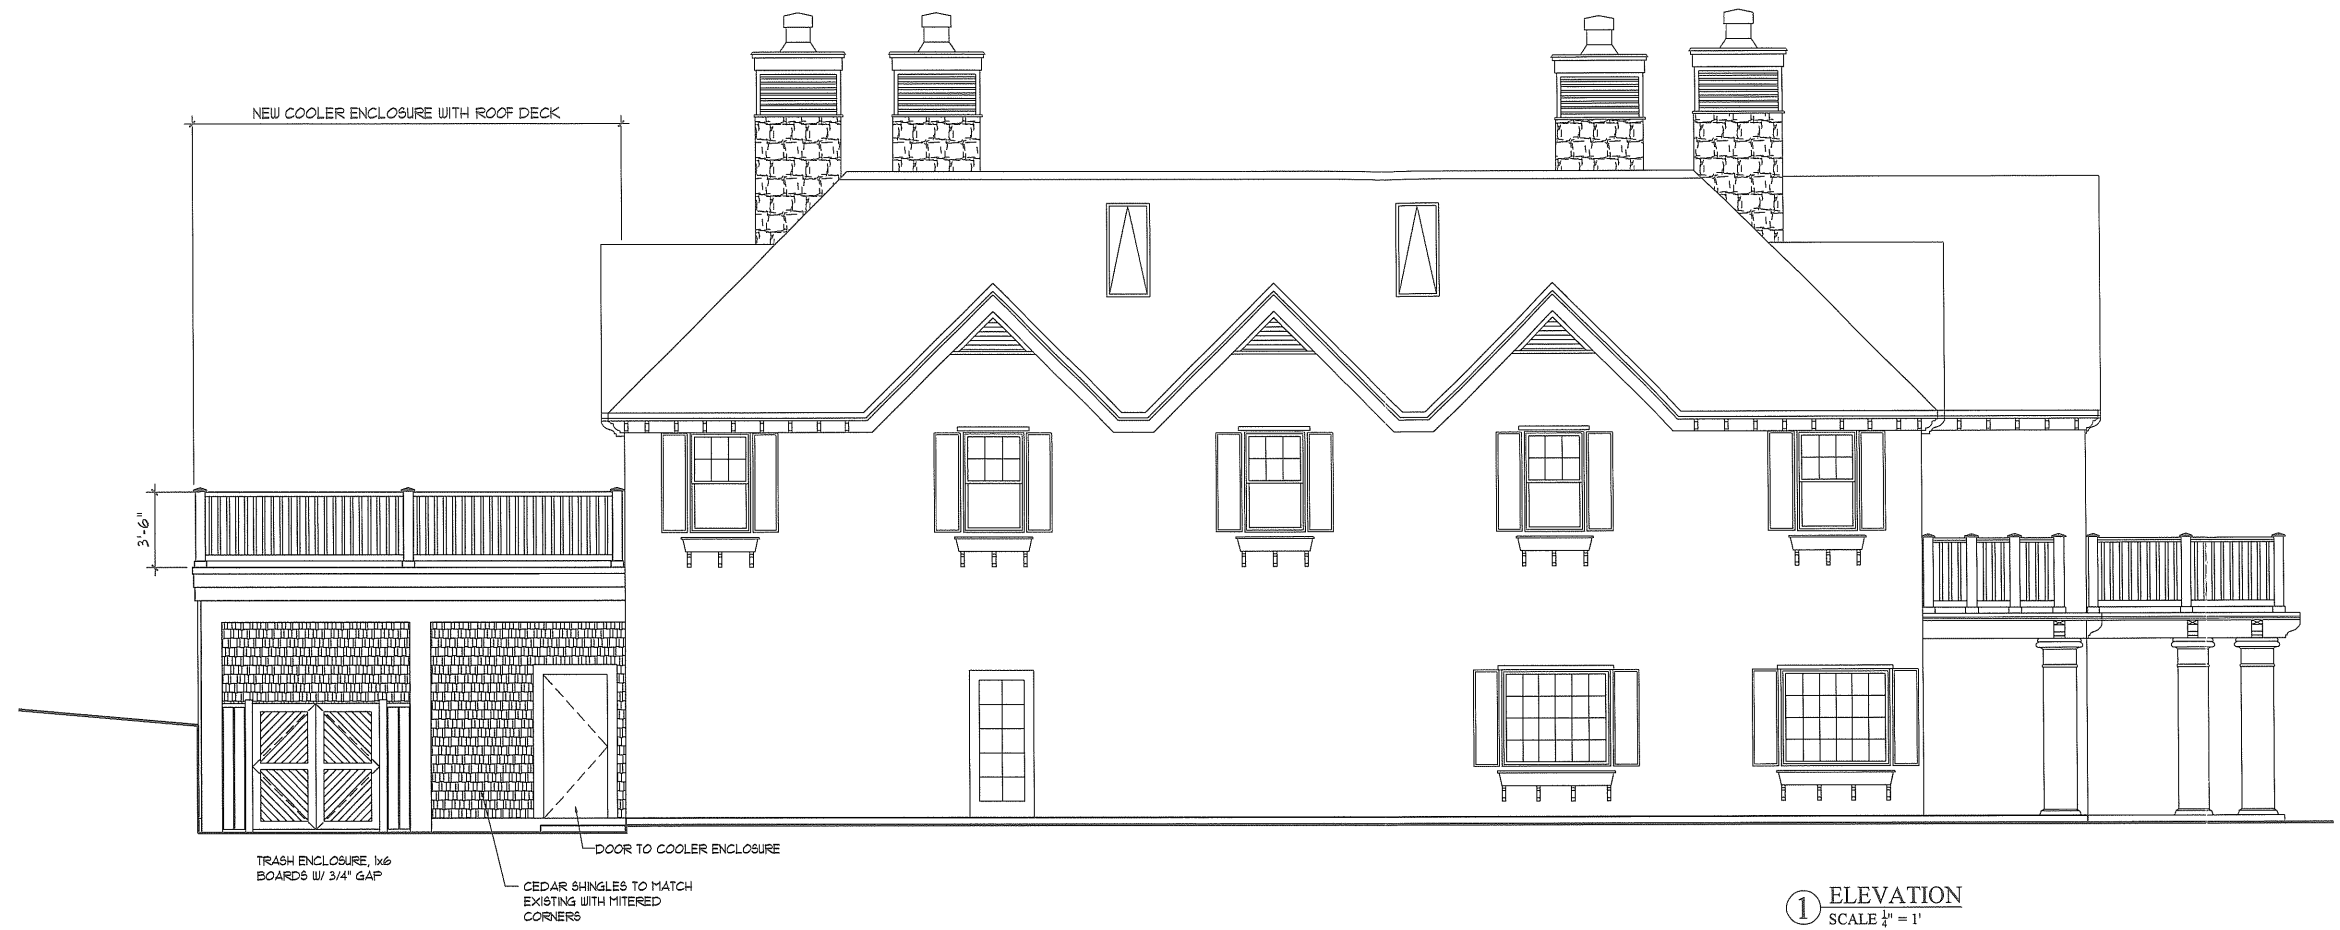 NEW COOLER ENCLOSURE WITH ROOF DECK
3'-6"
DOOR TO COOLER ENCLOSURE
TRASH ENCLOSURE, 1x6
BOARDS W/ 3/4" GAP
CEDAR SHINGLES TO MATCH
EXISTING WITH MITERED
CORNERS
1 ELEVATION
SCALE 1/4" = 1'